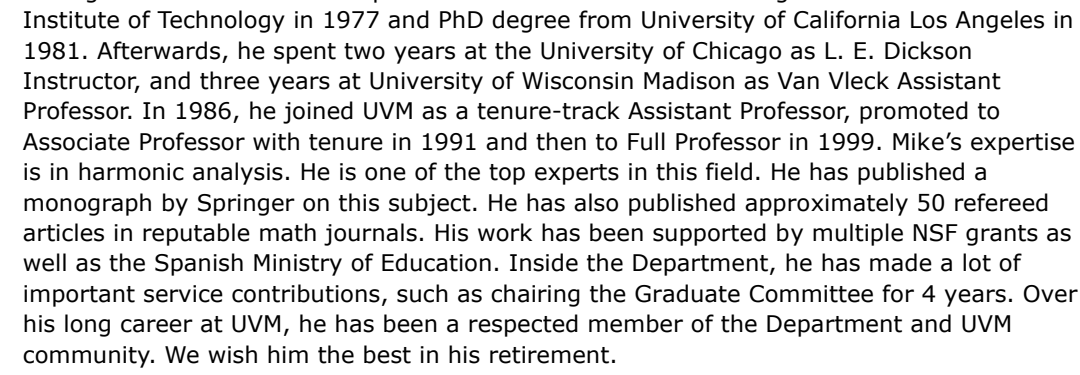 Institute of Technology in 1977 and PhD degree from University of California Los Angeles in
1981. Afterwards, he spent two years at the University of Chicago as L. E. Dickson
Instructor, and three years at University of Wisconsin Madison as Van Vleck Assistant
Professor. In 1986, he joined UVM as a tenure-track Assistant Professor, promoted to
Associate Professor with tenure in 1991 and then to Full Professor in 1999. Mike’s expertise
is in harmonic analysis. He is one of the top experts in this field. He has published a
monograph by Springer on this subject. He has also published approximately 50 refereed
articles in reputable math journals. His work has been supported by multiple NSF grants as
well as the Spanish Ministry of Education. Inside the Department, he has made a lot of
important service contributions, such as chairing the Graduate Committee for 4 years. Over
his long career at UVM, he has been a respected member of the Department and UVM
community. We wish him the best in his retirement.